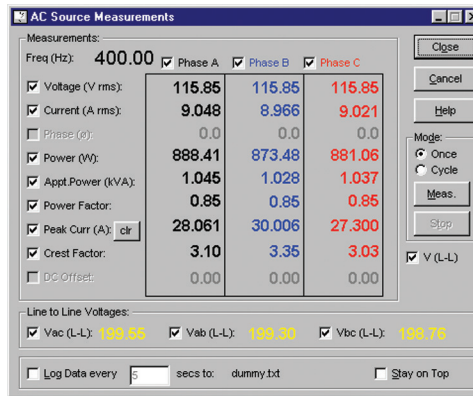 AC Source Measurements
Measurements:
Freq (Hz): 400.00 Phase A Phase B Phase C
Voltage (V rms): 115.85 115.85 115.85
Current (A rms): 9.048 8.966 9.021
Phase (ø): 0.0 0.0 0.0
Power (W): 888.41 873.48 881.06
Appt.Power (kVA): 1.045 1.028 1.037
Power Factor: 0.85 0.85 0.85
Peak Curr (A): clr 28.061 30.006 27.300
Crest Factor: 3.10 3.35 3.03
DC Offset: 0.00 0.00 0.00
Close
Cancel
Help
Mode:
Once
Cycle
Meas.
Stop
V (L-L)
Line to Line Voltages:
Vac (L-L): 199.55 Vab (L-L): 199.30 Vbc (L-L): 198.76
Log Data every 5 secs to: dummy.txt Stay on Top